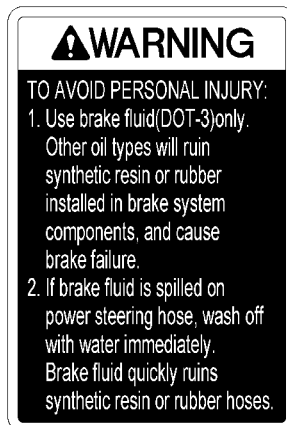 WARNING
TO AVOID PERSONAL INJURY:
1. Use brake fluid(DOT-3)only.
Other oil types will ruin
synthetic resin or rubber
installed in brake system
components, and cause
brake failure.
2. If brake fluid is spilled on
power steering hose, wash off
with water immediately.
Brake fluid quickly ruins
synthetic resin or rubber hoses.